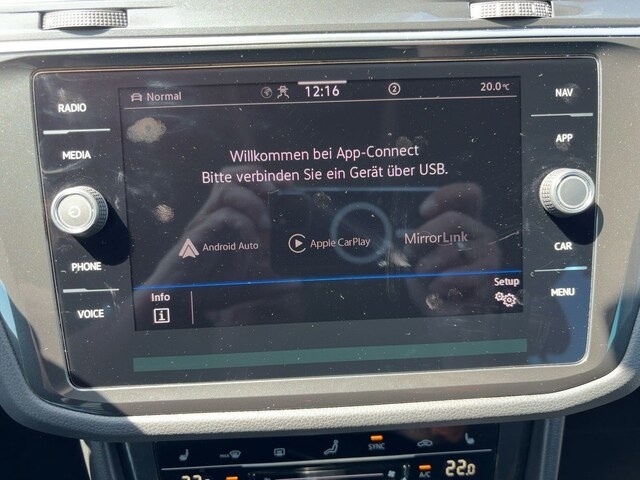 Normal
12:16
2
20.0°C
RADIO
MEDIA
PHONE
VOICE
Willkommen bei App-Connect
Bitte verbinden Sie ein Gerät über USB.
Android Auto
Apple CarPlay
MirrorLink
Info
i
Setup
NAV
APP
CAR
MENU
SYNC
A/C
22.0